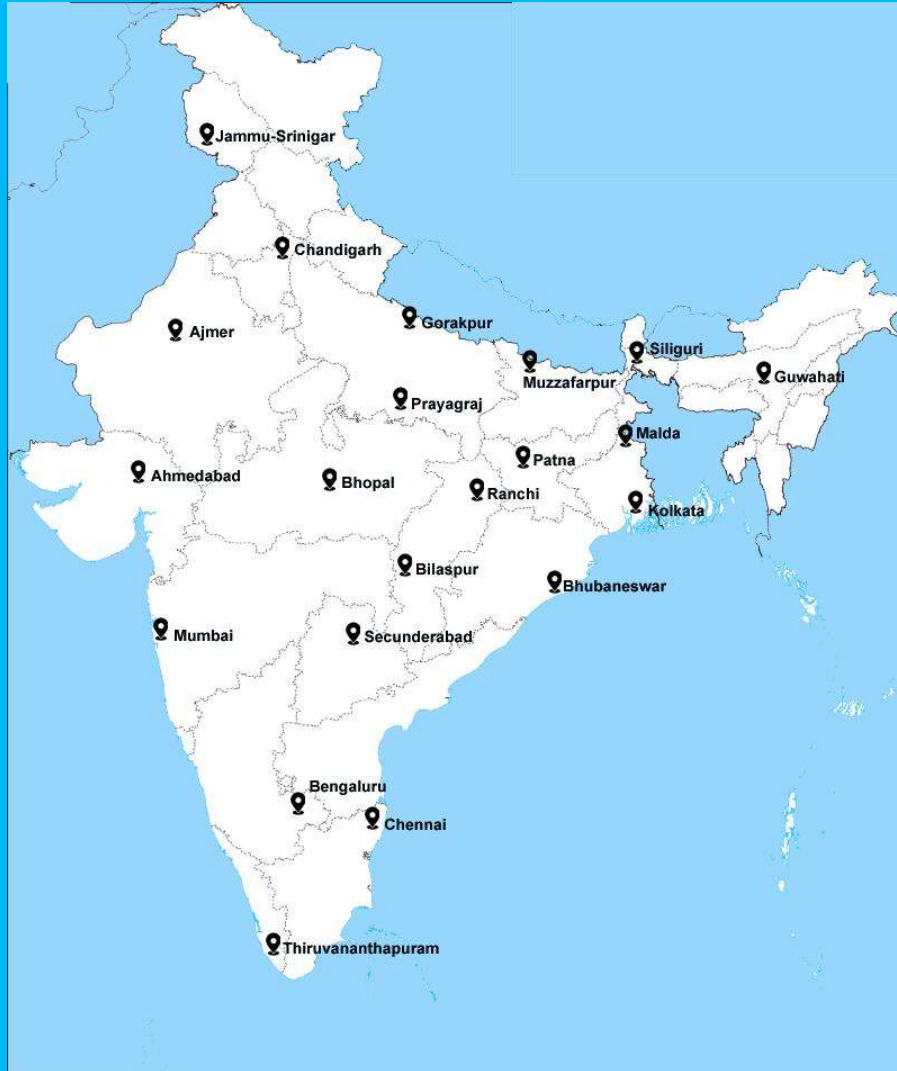 Jammu-Srinigar
Chandigarh
Gorakpur
Ajmer
Siliguri
Guwahati
Muzzafarpur
Prayagraj
Malda
Patna
Ahmedabad
Bhopal
Ranchi
Kolkata
Bilaspur
Bhubaneswar
Mumbai
Secunderabad
Bengaluru
Chennai
Thiruvananthapuram